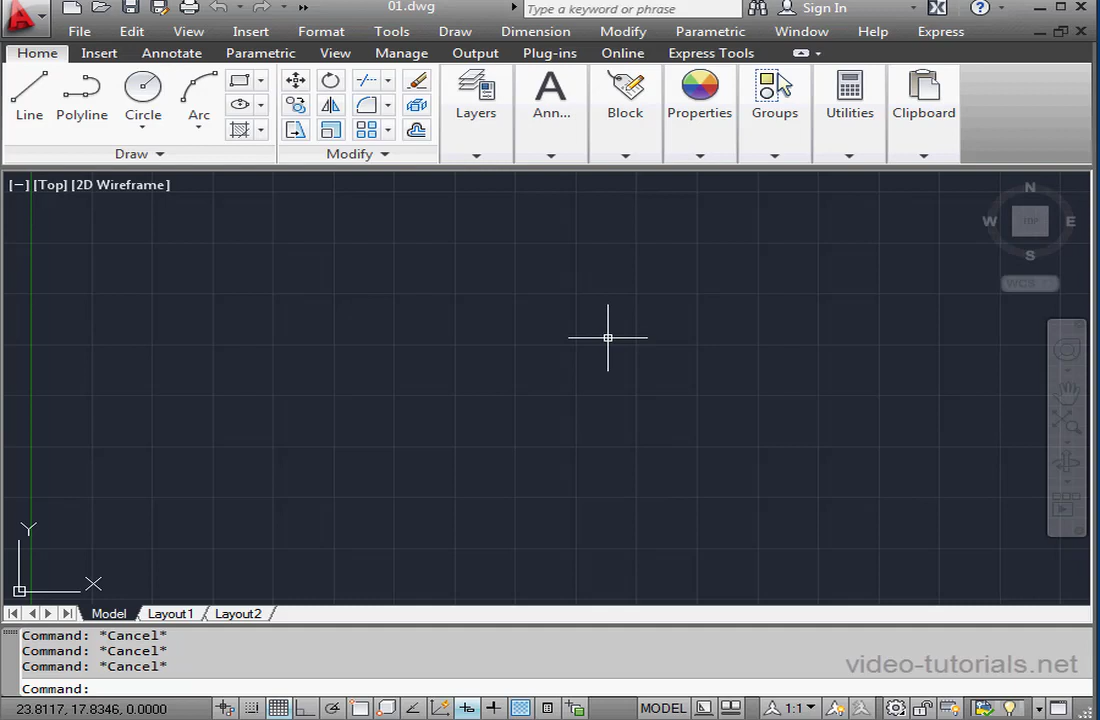 01.dwg
Type a keyword or phrase
Sign In
File Edit View Insert Format Tools Draw Dimension Modify Parametric Window Help Express
Home Insert Annotate Parametric View Manage Output Plug-ins Online Express Tools
Line Polyline Circle Arc
Layers Ann... Block Properties Groups Utilities Clipboard
Draw Modify
[−] [Top] [2D Wireframe]
N
W TOP E
S
WCS
Y
X
Model Layout1 Layout2
Command: *Cancel*
Command: *Cancel*
Command: *Cancel*
video-tutorials.net
Command:
23.8117, 17.8346, 0.0000
MODEL
1:1